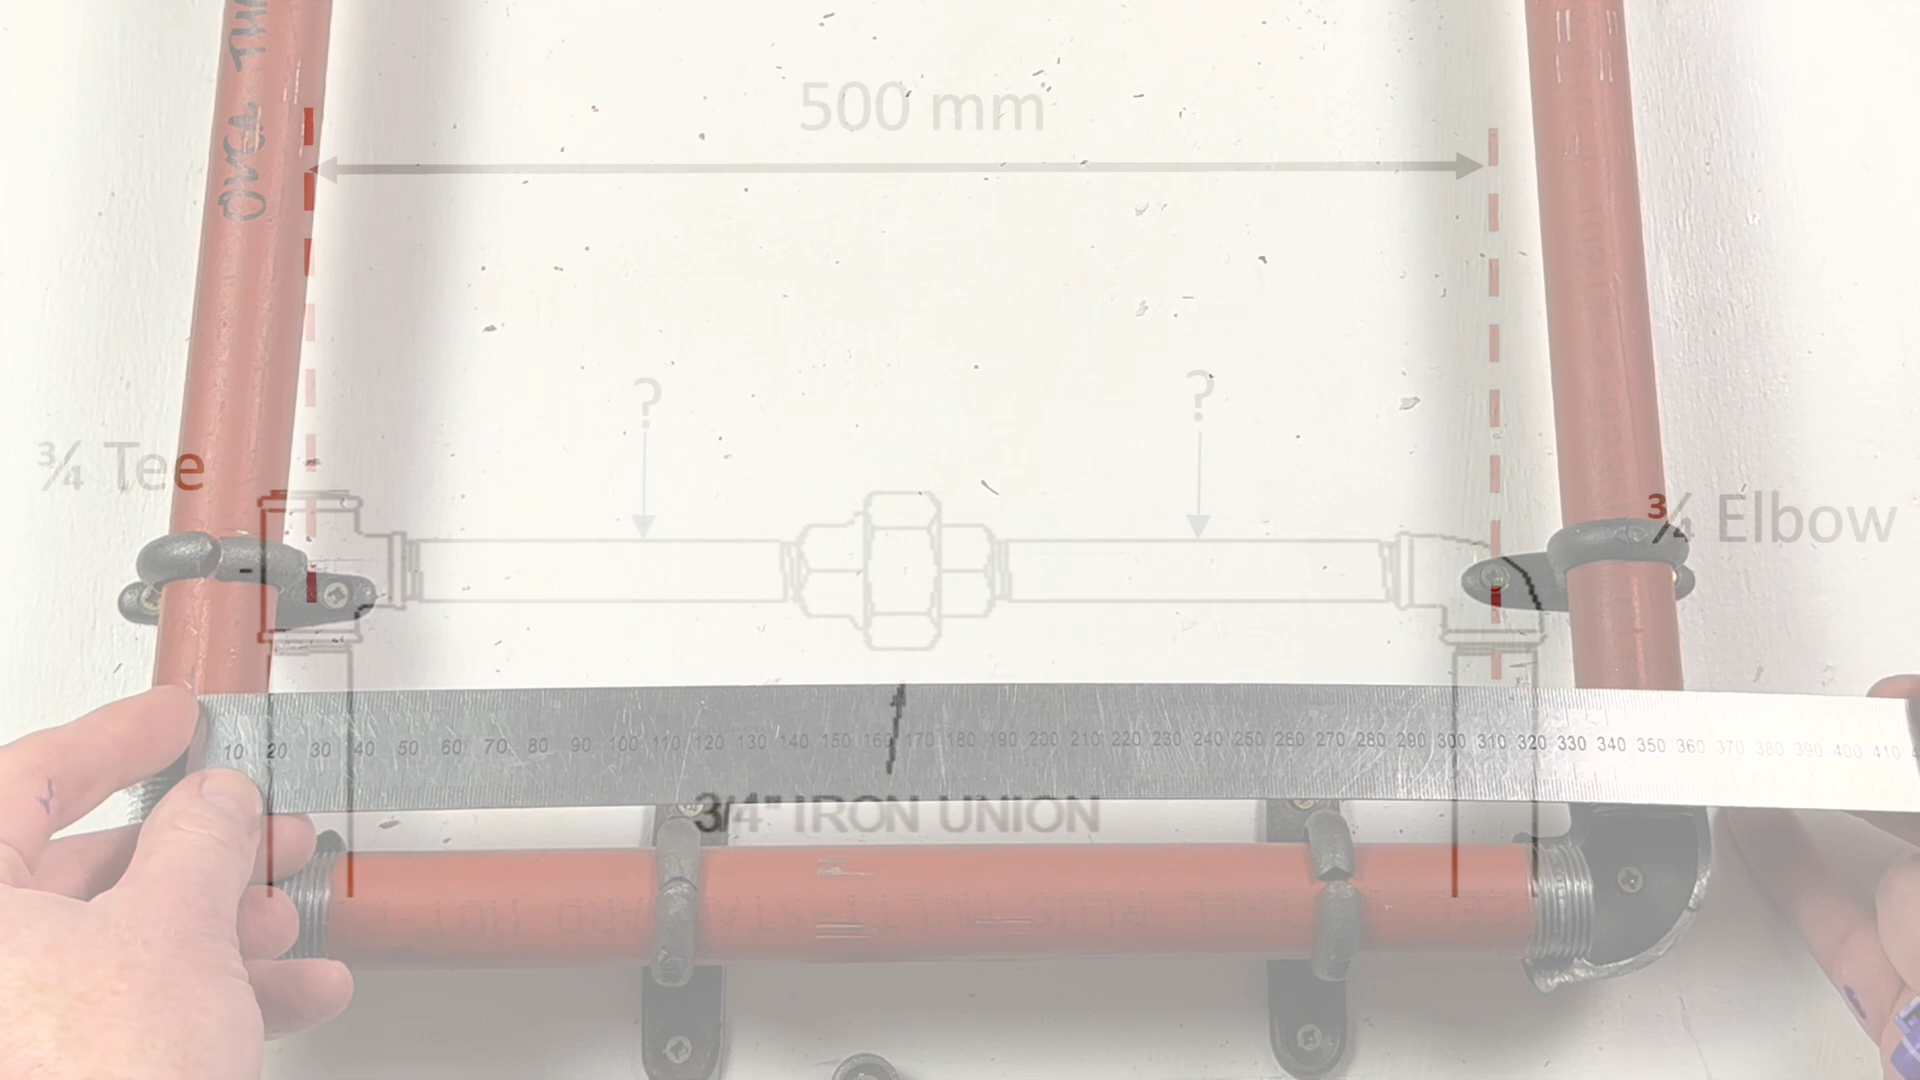 OVER
500 mm
?
?
¾ Tee
¾ Elbow
10 20 30 40 50 60 70 80 90 100 110 120 130 140 150 160 170 180 190 200 210 220 230 240 250 260 270 280 290 300 310 320 330 340 350 360 370 380 390 400 410
3/4" IRON UNION